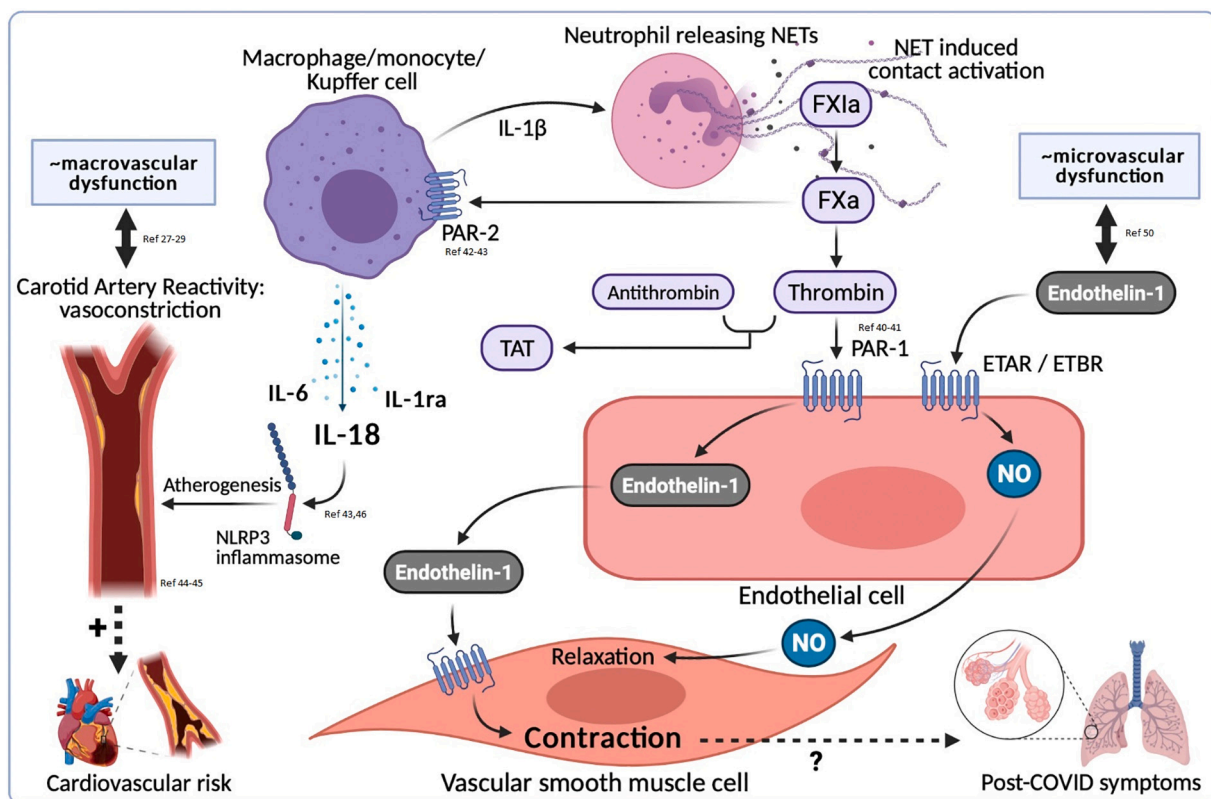 Macrophage/monocyte/
Kupffer cell
Neutrophil releasing NETs
NET induced
contact activation
IL-1β
FXIa
~macrovascular
dysfunction
~microvascular
dysfunction
FXa
PAR-2
Ref 42-43
Ref 27-29
Ref 50
Carotid Artery Reactivity:
vasoconstriction
Antithrombin
Thrombin
Endothelin-1
Ref 40-41
TAT
PAR-1
ETAR / ETBR
IL-6
IL-1ra
IL-18
NO
Endothelin-1
Atherogenesis
Ref 43,46
NLRP3
inflammasome
Endothelin-1
Ref 44-45
Endothelial cell
+
NO
Relaxation
Contraction
?
Cardiovascular risk
Vascular smooth muscle cell
Post-COVID symptoms